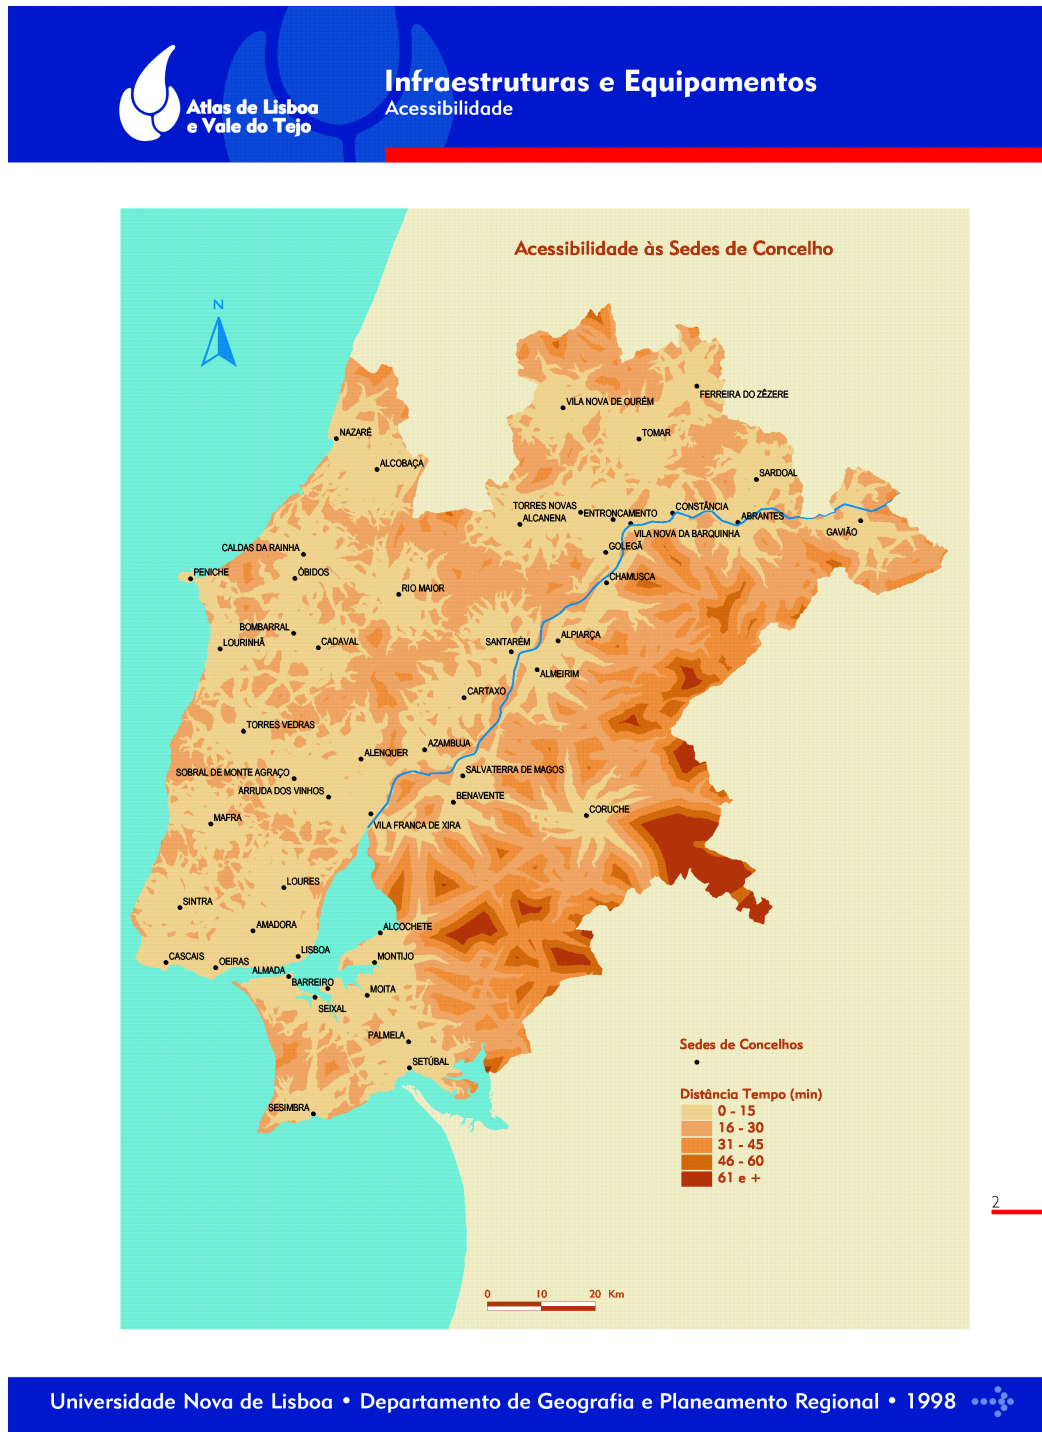 Infraestruturas e Equipamentos
Acessibilidade
Atlas de Lisboa
e Vale do Tejo
Acessibilidade às Sedes de Concelho
N
FERREIRA DO ZÊZERE
VILA NOVA DE OURÉM
NAZARÉ
TOMAR
ALCOBAÇA
SARDOAL
TORRES NOVAS
ENTRONCAMENTO
CONSTÂNCIA
ALCANENA
ABRANTES
VILA NOVA DA BARQUINHA
GAVIÃO
CALDAS DA RAINHA
GOLEGÃ
PENICHE
ÓBIDOS
CHAMUSCA
RIO MAIOR
BOMBARRAL
LOURINHÃ
CADAVAL
SANTARÉM
ALPIARÇA
ALMEIRIM
CARTAXO
TORRES VEDRAS
ALENQUER
AZAMBUJA
SOBRAL DE MONTE AGRAÇO
SALVATERRA DE MAGOS
ARRUDA DOS VINHOS
BENAVENTE
CORUCHE
MAFRA
VILA FRANCA DE XIRA
LOURES
SINTRA
AMADORA
ALCOCHETE
CASCAIS
OEIRAS
LISBOA
MONTIJO
ALMADA
BARREIRO
MOITA
SEIXAL
PALMELA
SETÚBAL
SESIMBRA
Sedes de Concelhos
Distância Tempo (min)
0 - 15
16 - 30
31 - 45
46 - 60
61 e +
2
0 10 20 Km
Universidade Nova de Lisboa • Departamento de Geografia e Planeamento Regional • 1998